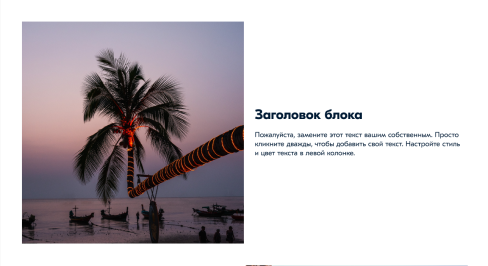 Заголовок блока
Пожалуйста, замените этот текст вашим собственным. Просто
кликните дважды, чтобы добавить свой текст. Настройте стиль
и цвет текста в левой колонке.